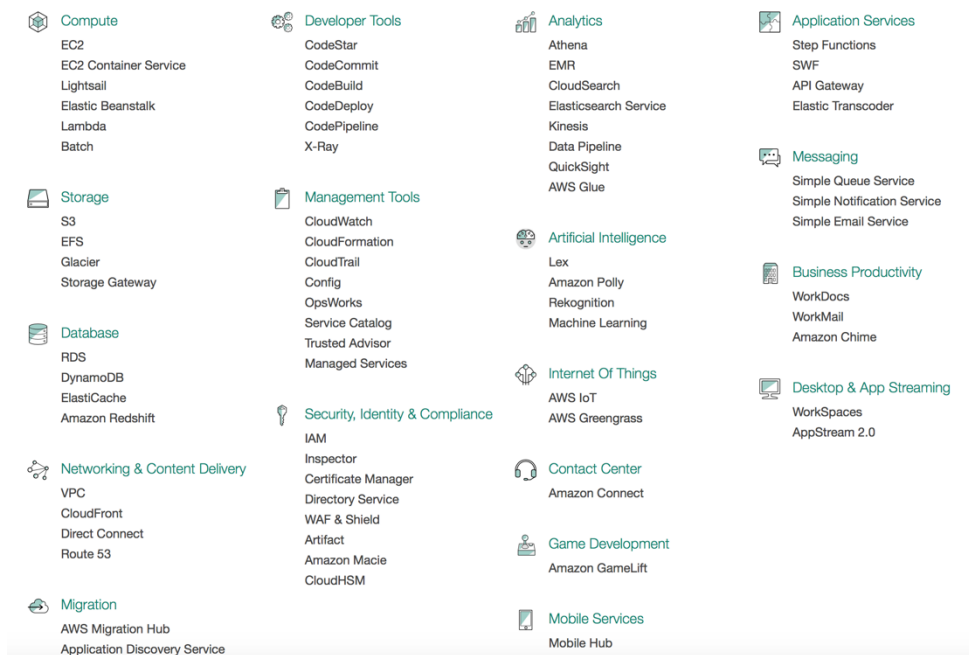 Compute
EC2
EC2 Container Service
Lightsail
Elastic Beanstalk
Lambda
Batch
Storage
S3
EFS
Glacier
Storage Gateway
Database
RDS
DynamoDB
ElastiCache
Amazon Redshift
Networking & Content Delivery
VPC
CloudFront
Direct Connect
Route 53
Migration
AWS Migration Hub
Application Discovery Service
Developer Tools
CodeStar
CodeCommit
CodeBuild
CodeDeploy
CodePipeline
X-Ray
Management Tools
CloudWatch
CloudFormation
CloudTrail
Config
OpsWorks
Service Catalog
Trusted Advisor
Managed Services
Security, Identity & Compliance
IAM
Inspector
Certificate Manager
Directory Service
WAF & Shield
Artifact
Amazon Macie
CloudHSM
Analytics
Athena
EMR
CloudSearch
Elasticsearch Service
Kinesis
Data Pipeline
QuickSight
AWS Glue
Artificial Intelligence
Lex
Amazon Polly
Rekognition
Machine Learning
Internet Of Things
AWS IoT
AWS Greengrass
Contact Center
Amazon Connect
Game Development
Amazon GameLift
Mobile Services
Mobile Hub
Application Services
Step Functions
SWF
API Gateway
Elastic Transcoder
Messaging
Simple Queue Service
Simple Notification Service
Simple Email Service
Business Productivity
WorkDocs
WorkMail
Amazon Chime
Desktop & App Streaming
WorkSpaces
AppStream 2.0